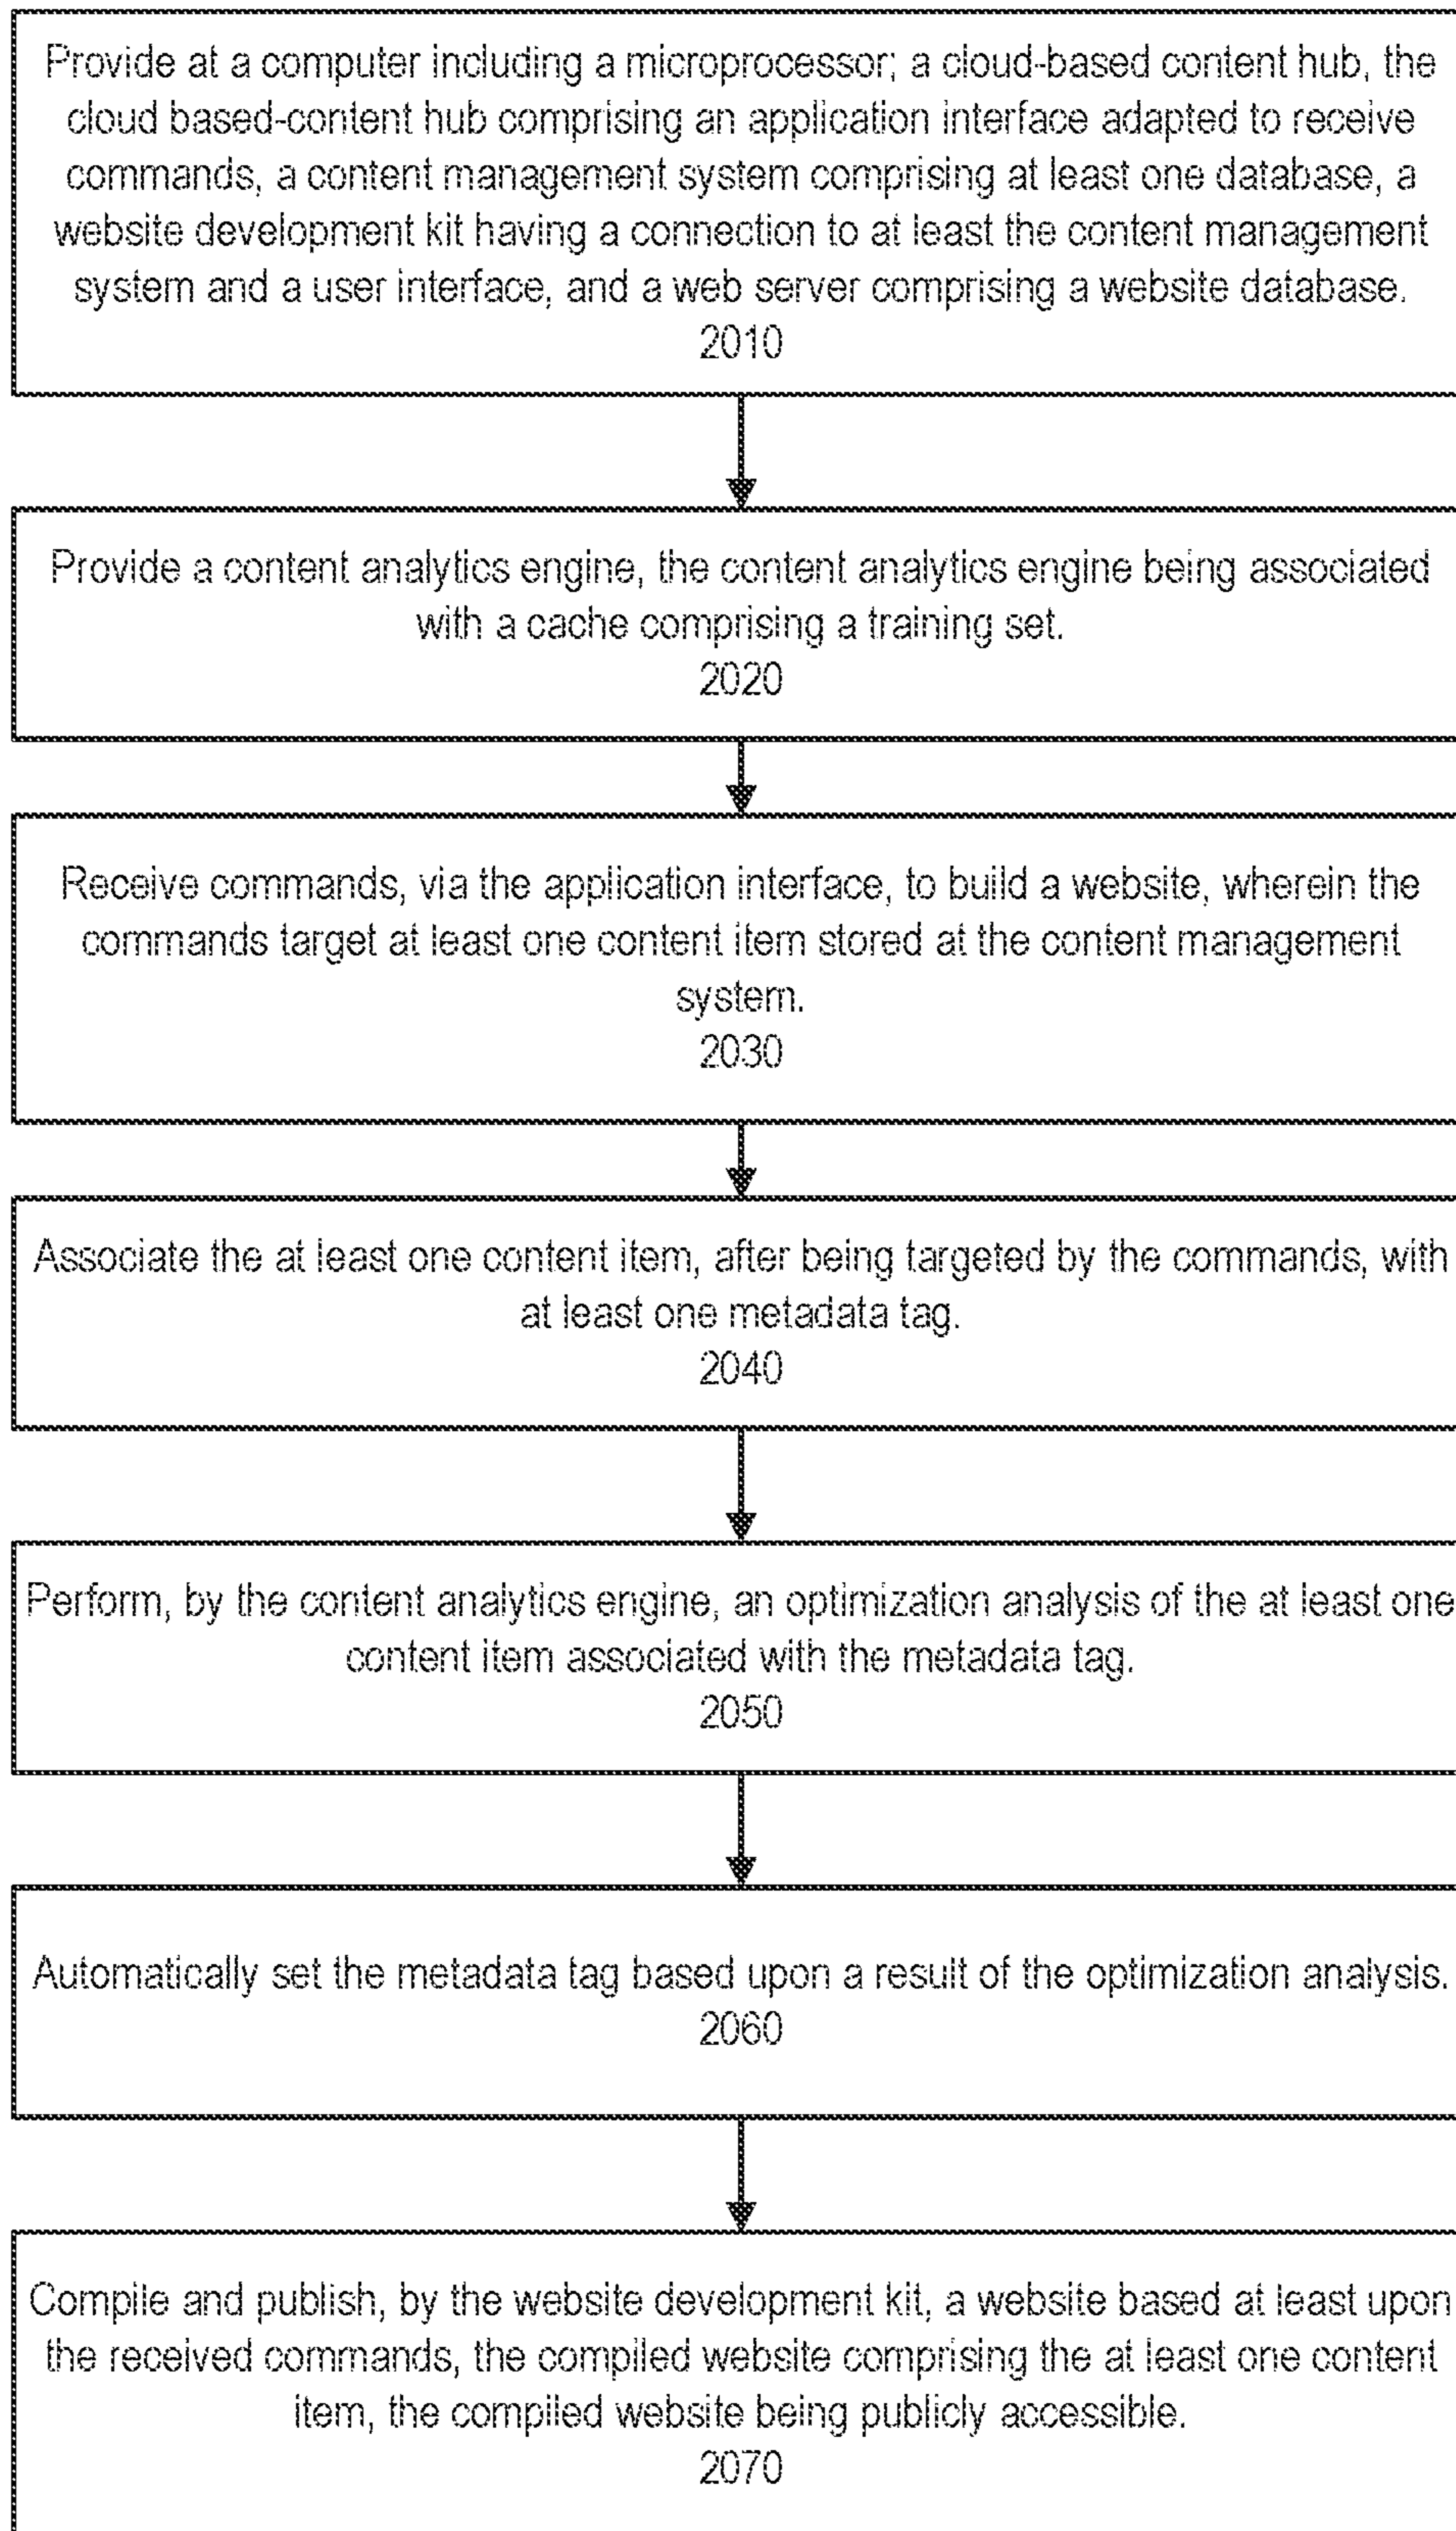 Provide at a computer including a microprocessor; a cloud-based content hub, the
cloud based-content hub comprising an application interface adapted to receive
commands, a content management system comprising at least one database, a
website development kit having a connection to at least the content management
system and a user interface, and a web server comprising a website database.
2010
Provide a content analytics engine, the content analytics engine being associated
with a cache comprising a training set.
2020
Receive commands, via the application interface, to build a website, wherein the
commands target at least one content item stored at the content management
system.
2030
Associate the at least one content item, after being targeted by the commands, with
at least one metadata tag.
2040
Perform, by the content analytics engine, an optimization analysis of the at least one
content item associated with the metadata tag.
2050
Automatically set the metadata tag based upon a result of the optimization analysis.
2060
Compile and publish, by the website development kit, a website based at least upon
the received commands, the compiled website comprising the at least one content
item, the compiled website being publicly accessible.
2070